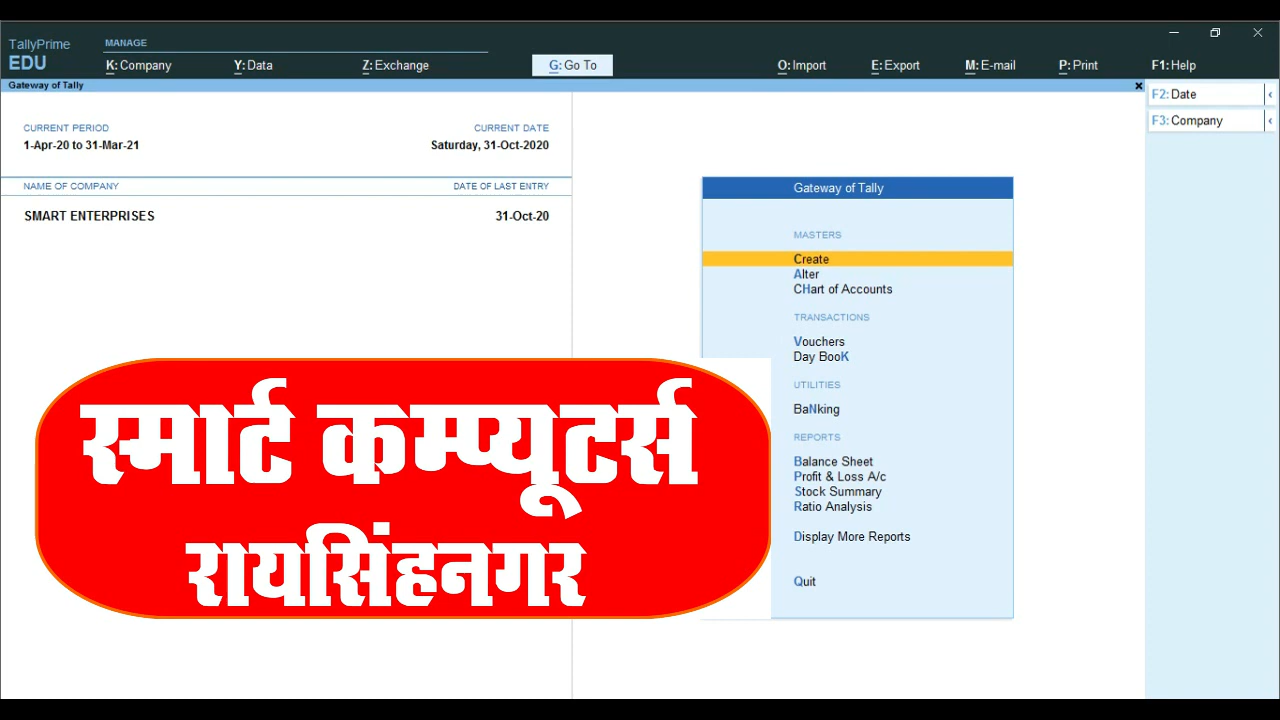 TallyPrime
EDU
MANAGE
K: Company Y: Data Z: Exchange G: Go To O: Import E: Export M: E-mail P: Print F1: Help
Gateway of Tally
F2: Date
F3: Company
CURRENT PERIOD CURRENT DATE
1-Apr-20 to 31-Mar-21 Saturday, 31-Oct-2020
NAME OF COMPANY DATE OF LAST ENTRY
SMART ENTERPRISES 31-Oct-20
Gateway of Tally
MASTERS
Create
Alter
CHart of Accounts
TRANSACTIONS
Vouchers
Day BooK
UTILITIES
BaNking
REPORTS
Balance Sheet
Profit & Loss A/c
Stock Summary
Ratio Analysis
Display More Reports
Quit
स्मार्ट कम्प्यूटर्स
रायसिंहनगर